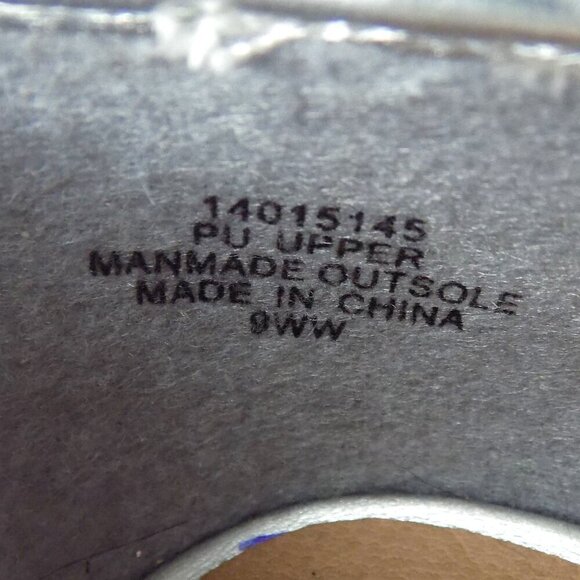 14015145
PU UPPER
MANMADE OUTSOLE
MADE IN CHINA
9WW